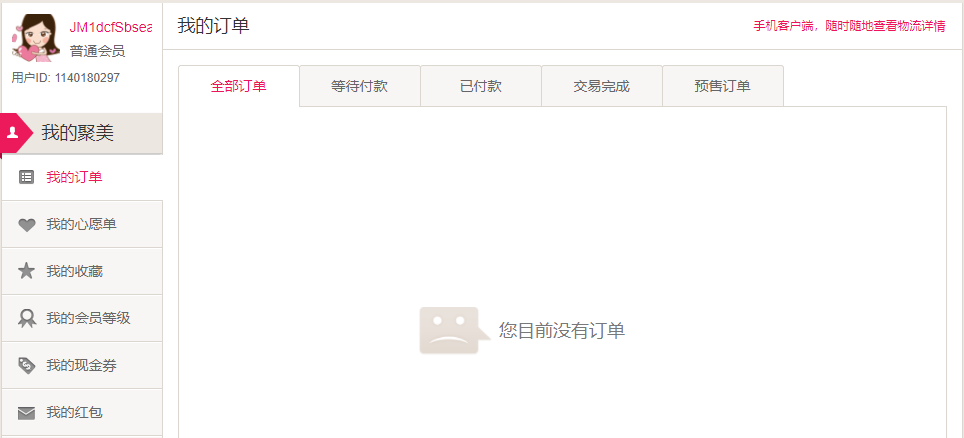 JM1dcfSbsea
普通会员
用户ID: 1140180297
我的聚美
我的订单
我的心愿单
我的收藏
我的会员等级
我的现金券
我的红包
我的订单
手机客户端，随时随地查看物流详情
全部订单 等待付款 已付款 交易完成 预售订单
您目前没有订单